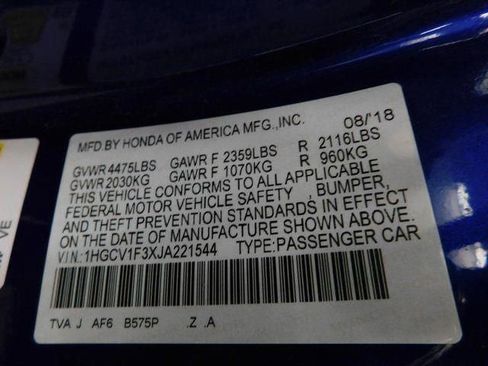 MFD.BY HONDA OF AMERICA MFG.,INC. 08/'18
GVWR 4475LBS GAWR F 2359LBS R 2116LBS
GVWR 2030KG GAWR F 1070KG R 960KG
THIS VEHICLE CONFORMS TO ALL APPLICABLE
FEDERAL MOTOR VEHICLE SAFETY , BUMPER,
AND THEFT PREVENTION STANDARDS IN EFFECT
ON THE DATE OF MANUFACTURE SHOWN ABOVE.
V.I.N.:1HGCV1F3XJA221544 TYPE:PASSENGER CAR
TVA J AF6 B575P .Z .A
VE